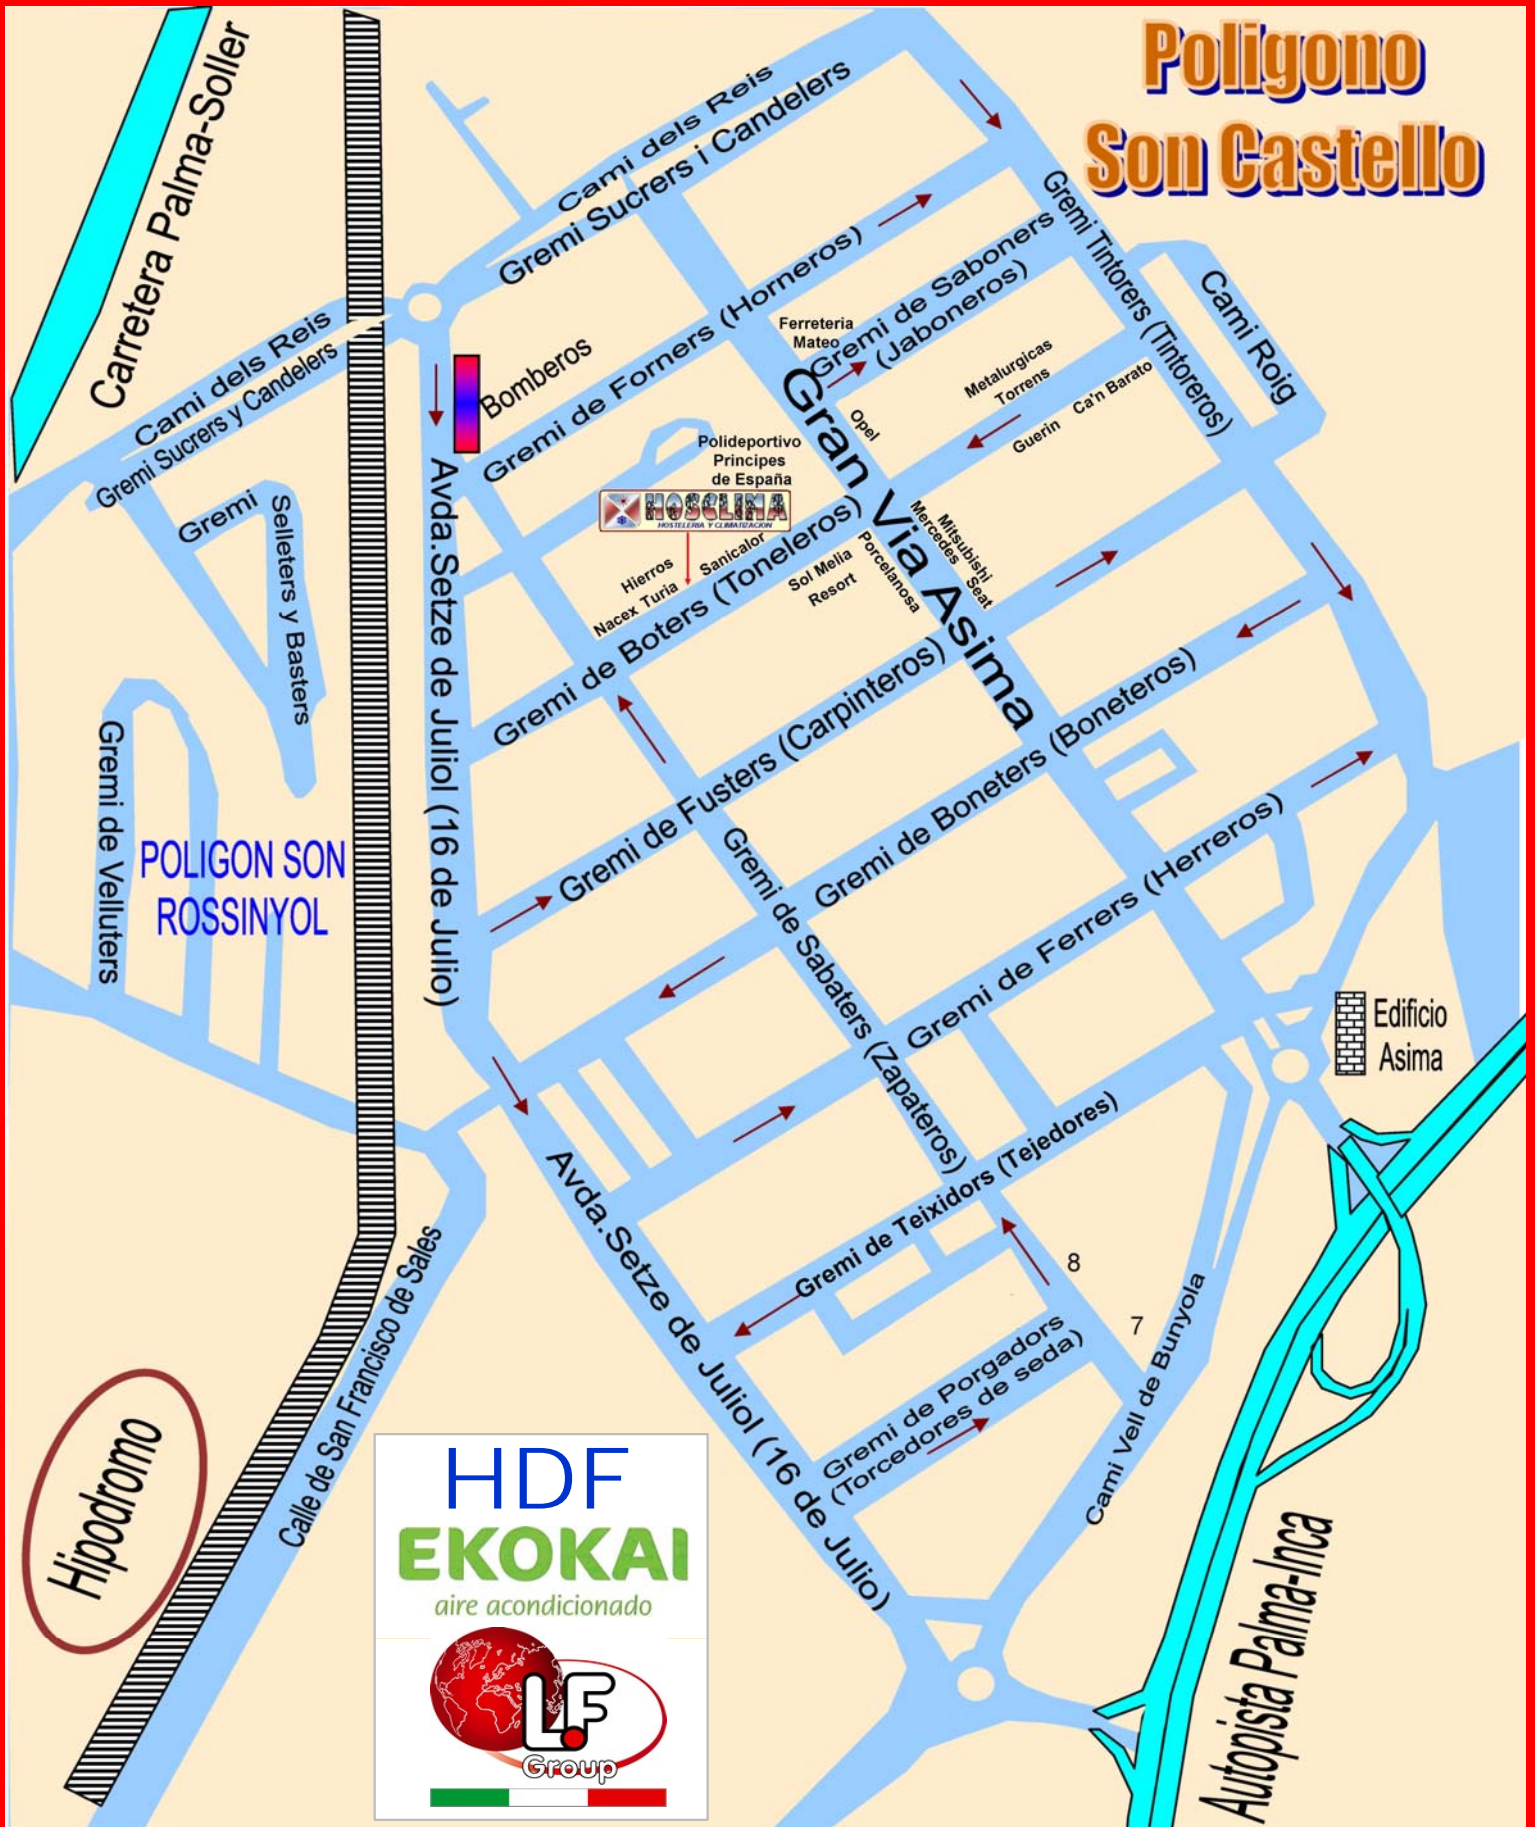 Poligono
Son Castello
Carretera Palma-Soller
Cami dels Reis
Gremi Sucrers i Candelers
Gremi Tintorers (Tintoreros)
Cami Roig
Gremi de Forners (Horneros)
Gremi de Saboners
(Jaboneros)
Ferreteria
Mateo
Cami dels Reis
Gremi Sucrers y Candelers
Bomberos
Metalurgicas
Torrens
Ca'n Barato
Guerin
Opel
Gran Via Asima
Polideportivo
Principes
de España
HOSCLIMA
HOSTELERIA Y CLIMATIZACION
Gremi
Selleters y Basters
Avda.Setze de Juliol (16 de Julio)
Hierros
Turia
Sanicalor
Nacex
Gremi de Boters (Toneleros)
Sol Melia
Resort
Porcelanosa
Mercedes
Mitsubishi
Seat
Gremi de Fusters (Carpinteros)
Gremi de Boneters (Boneteros)
Gremi de Velluters
POLIGON SON
ROSSINYOL
Gremi de Sabaters (Zapateros)
Gremi de Ferrers (Herreros)
Edificio
Asima
Gremi de Teixidors (Tejedores)
Avda.Setze de Juliol (16 de Julio)
8
7
Gremi de Porgadors
(Torcedores de seda)
Cami Vell de Bunyola
Calle de San Francisco de Sales
Hipodromo
Autopista Palma-Inca
HDF
EKOKAI
aire acondicionado
LF
Group